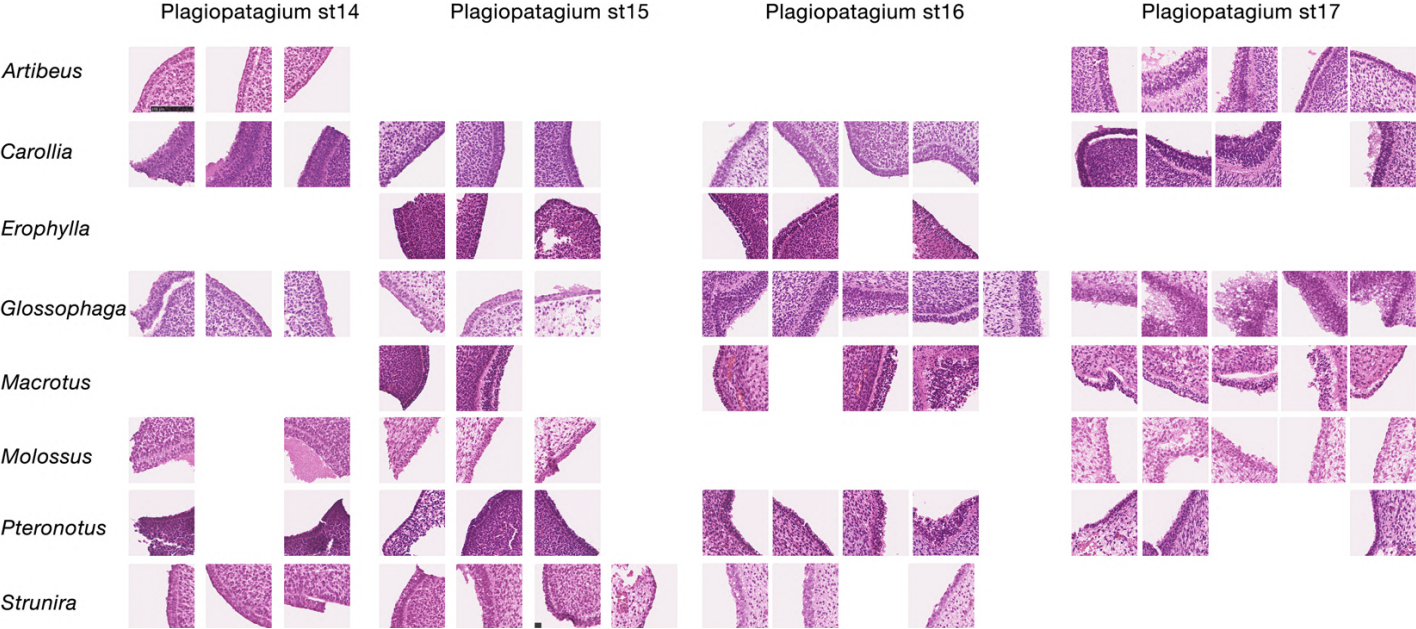 Plagiopatagium st14 Plagiopatagium st15 Plagiopatagium st16 Plagiopatagium st17
Artibeus
Carollia
Erophylla
Glossophaga
Macrotus
Molossus
Pteronotus
Strunira